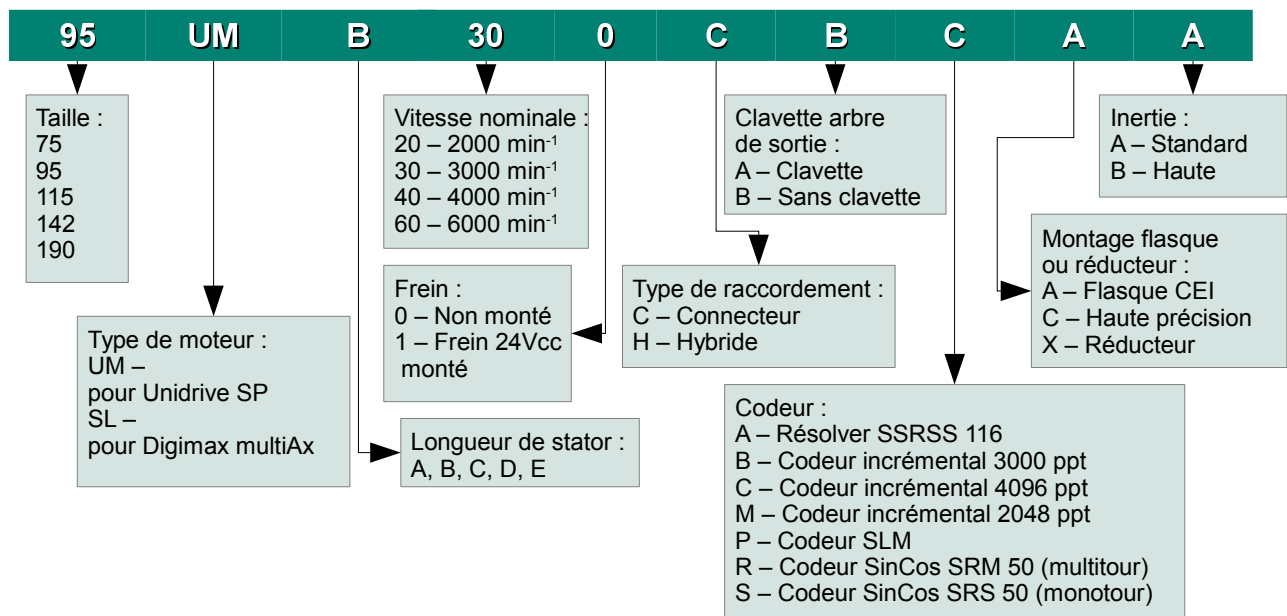 95 UM B 30 0 C B C A A
Taille :
75
95
115
142
190
Vitesse nominale :
20 – 2000 min⁻¹
30 – 3000 min⁻¹
40 – 4000 min⁻¹
60 – 6000 min⁻¹
Clavette arbre
de sortie :
A – Clavette
B – Sans clavette
Inertie :
A – Standard
B – Haute
Type de moteur :
UM –
pour Unidrive SP
SL –
pour Digimax multiAx
Frein :
0 – Non monté
1 – Frein 24Vcc
monté
Type de raccordement :
C – Connecteur
H – Hybride
Montage flasque
ou réducteur :
A – Flasque CEI
C – Haute précision
X – Réducteur
Longueur de stator :
A, B, C, D, E
Codeur :
A – Résolver SSRSS 116
B – Codeur incrémental 3000 ppt
C – Codeur incrémental 4096 ppt
M – Codeur incrémental 2048 ppt
P – Codeur SLM
R – Codeur SinCos SRM 50 (multitour)
S – Codeur SinCos SRS 50 (monotour)